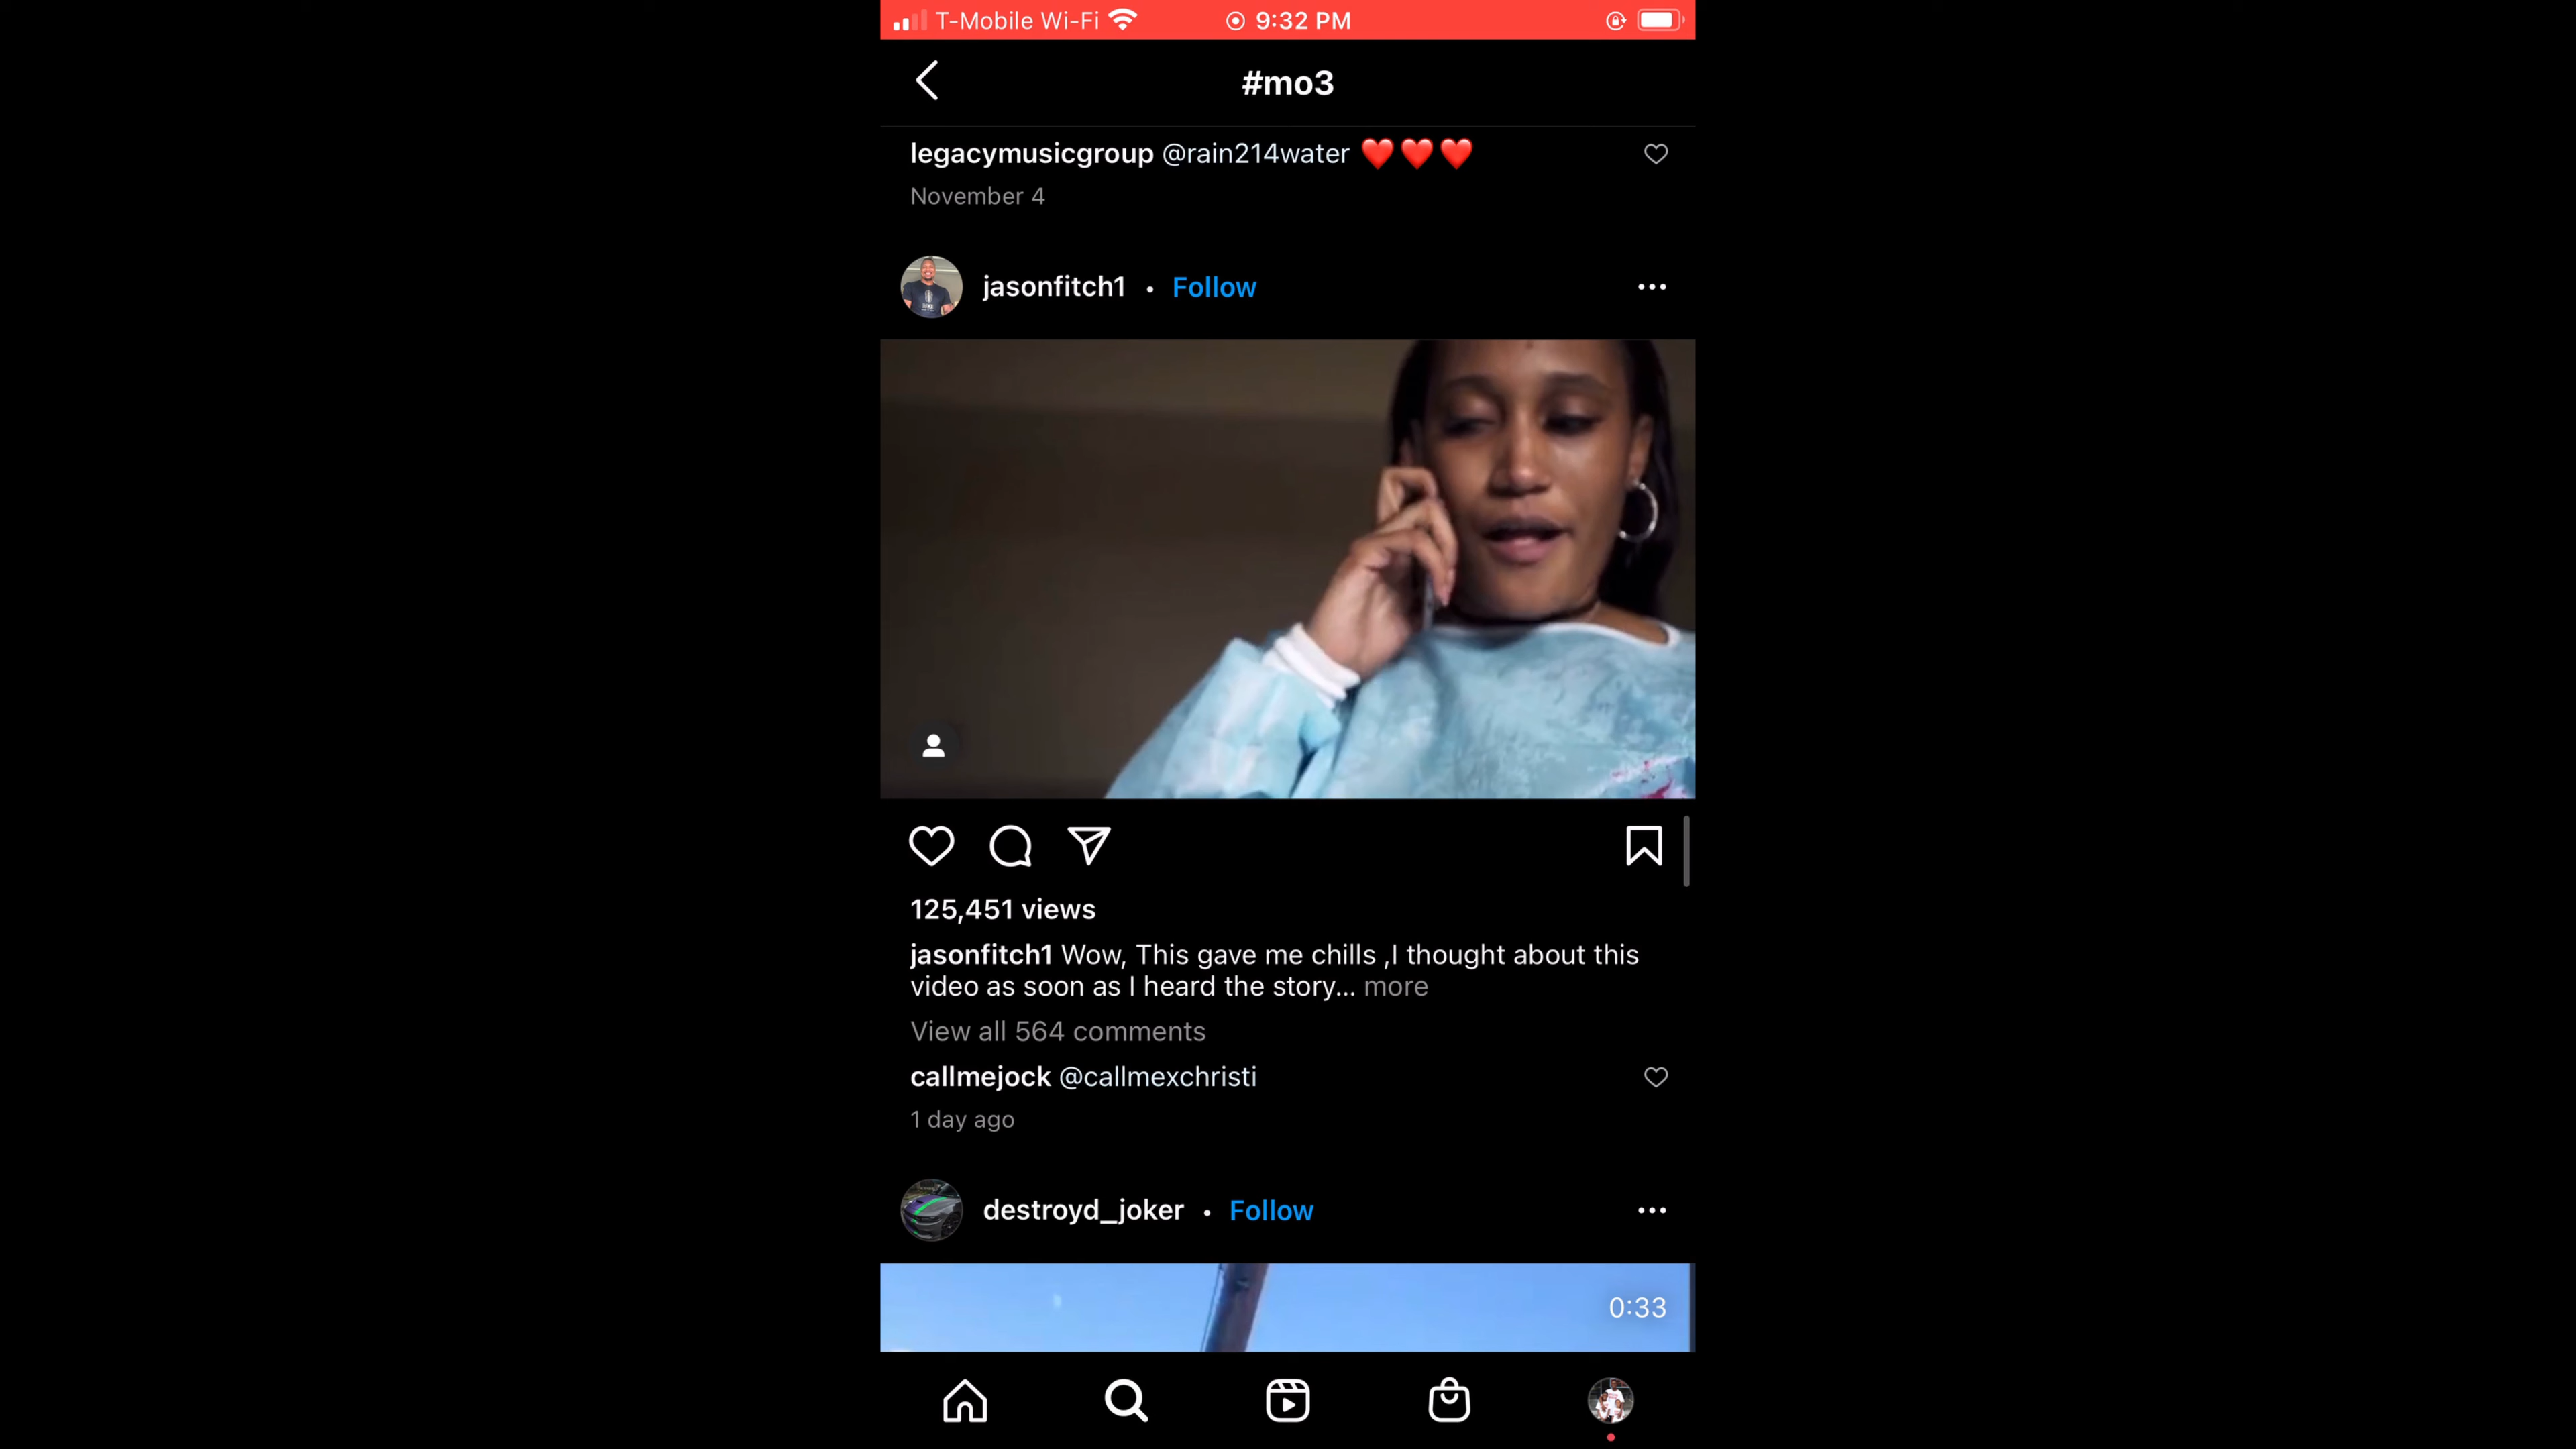 T-Mobile Wi-Fi 9:32 PM
#mo3
legacymusicgroup @rain214water ❤️❤️❤️
November 4
jasonfitch1 • Follow
125,451 views
jasonfitch1 Wow, This gave me chills ,I thought about this
video as soon as I heard the story... more
View all 564 comments
callmejock @callmexchristi
1 day ago
destroyd_joker • Follow
0:33